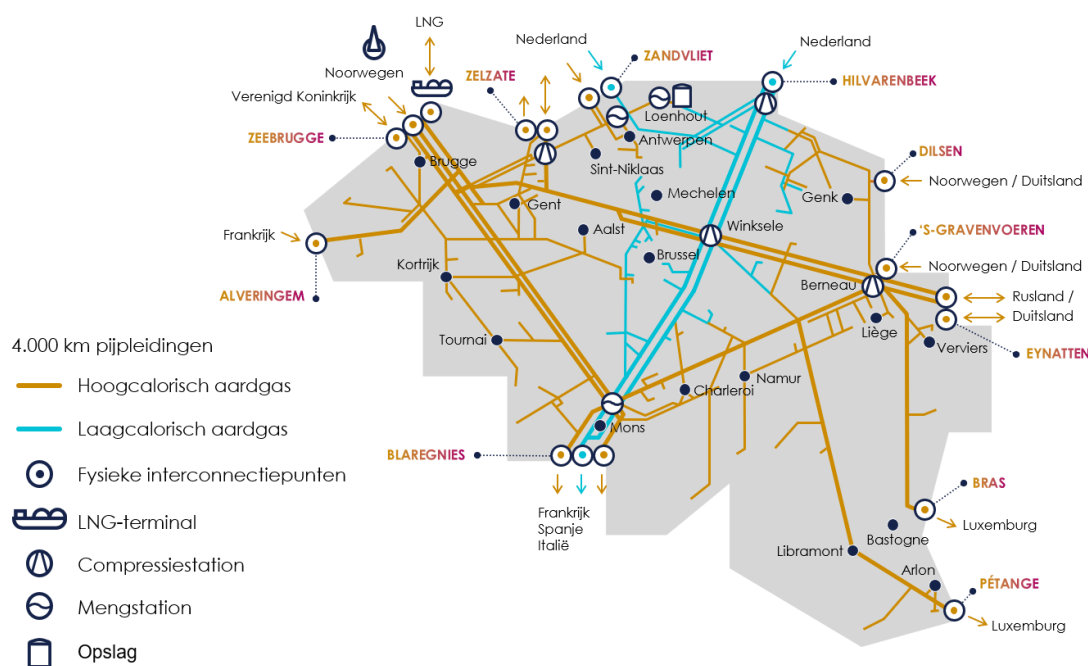 LNG
Nederland
Nederland
ZANDVLIET
Noorwegen
ZELZATE
HILVARENBEEK
Verenigd Koninkrijk
Loenhout
ZEEBRUGGE
Antwerpen
Brugge
DILSEN
Sint-Niklaas
Noorwegen / Duitsland
Mechelen
Genk
Gent
Winksele
'S-GRAVENVOEREN
Frankrijk
Aalst
Brussel
Noorwegen / Duitsland
Kortrijk
Berneau
ALVERINGEM
Rusland /
Duitsland
Liège
Tournai
Verviers
EYNATTEN
4.000 km pijpleidingen
Hoogcalorisch aardgas
Namur
Charleroi
Laagcalorisch aardgas
Mons
BLAREGNIES
Fysieke interconnectiepunten
BRAS
Frankrijk
Spanje
Italië
LNG-terminal
Luxemburg
Bastogne
Libramont
Compressiestation
Arlon
PÉTANGE
Mengstation
Luxemburg
Opslag